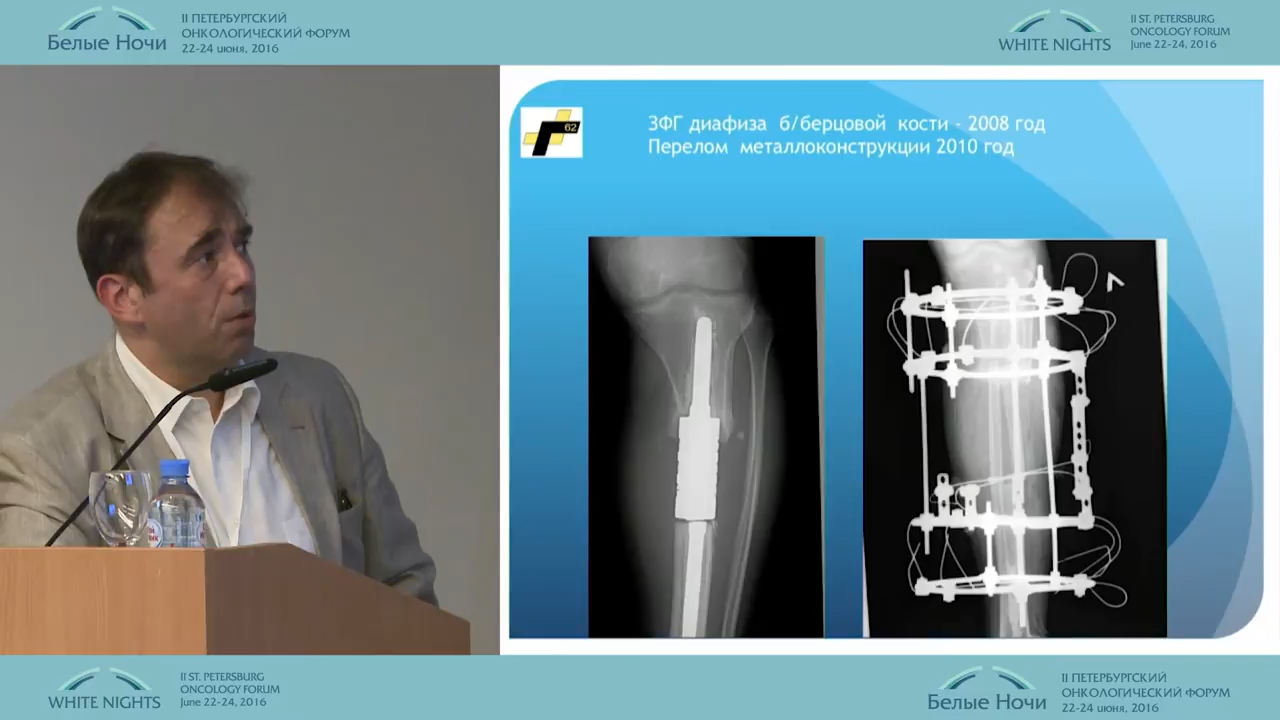 II ПЕТЕРБУРГСКИЙ
ОНКОЛОГИЧЕСКИЙ ФОРУМ
Белые Ночи
22-24 июня, 2016
II ST. PETERSBURG
ONCOLOGY FORUM
WHITE NIGHTS
June 22-24, 2016
62
ЗФГ диафиза б/берцовой кости - 2008 год
Перелом металлоконструкции 2010 год
II ST. PETERSBURG
ONCOLOGY FORUM
WHITE NIGHTS
June 22-24, 2016
II ПЕТЕРБУРГСКИЙ
ОНКОЛОГИЧЕСКИЙ ФОРУМ
Белые Ночи
22-24 июня, 2016